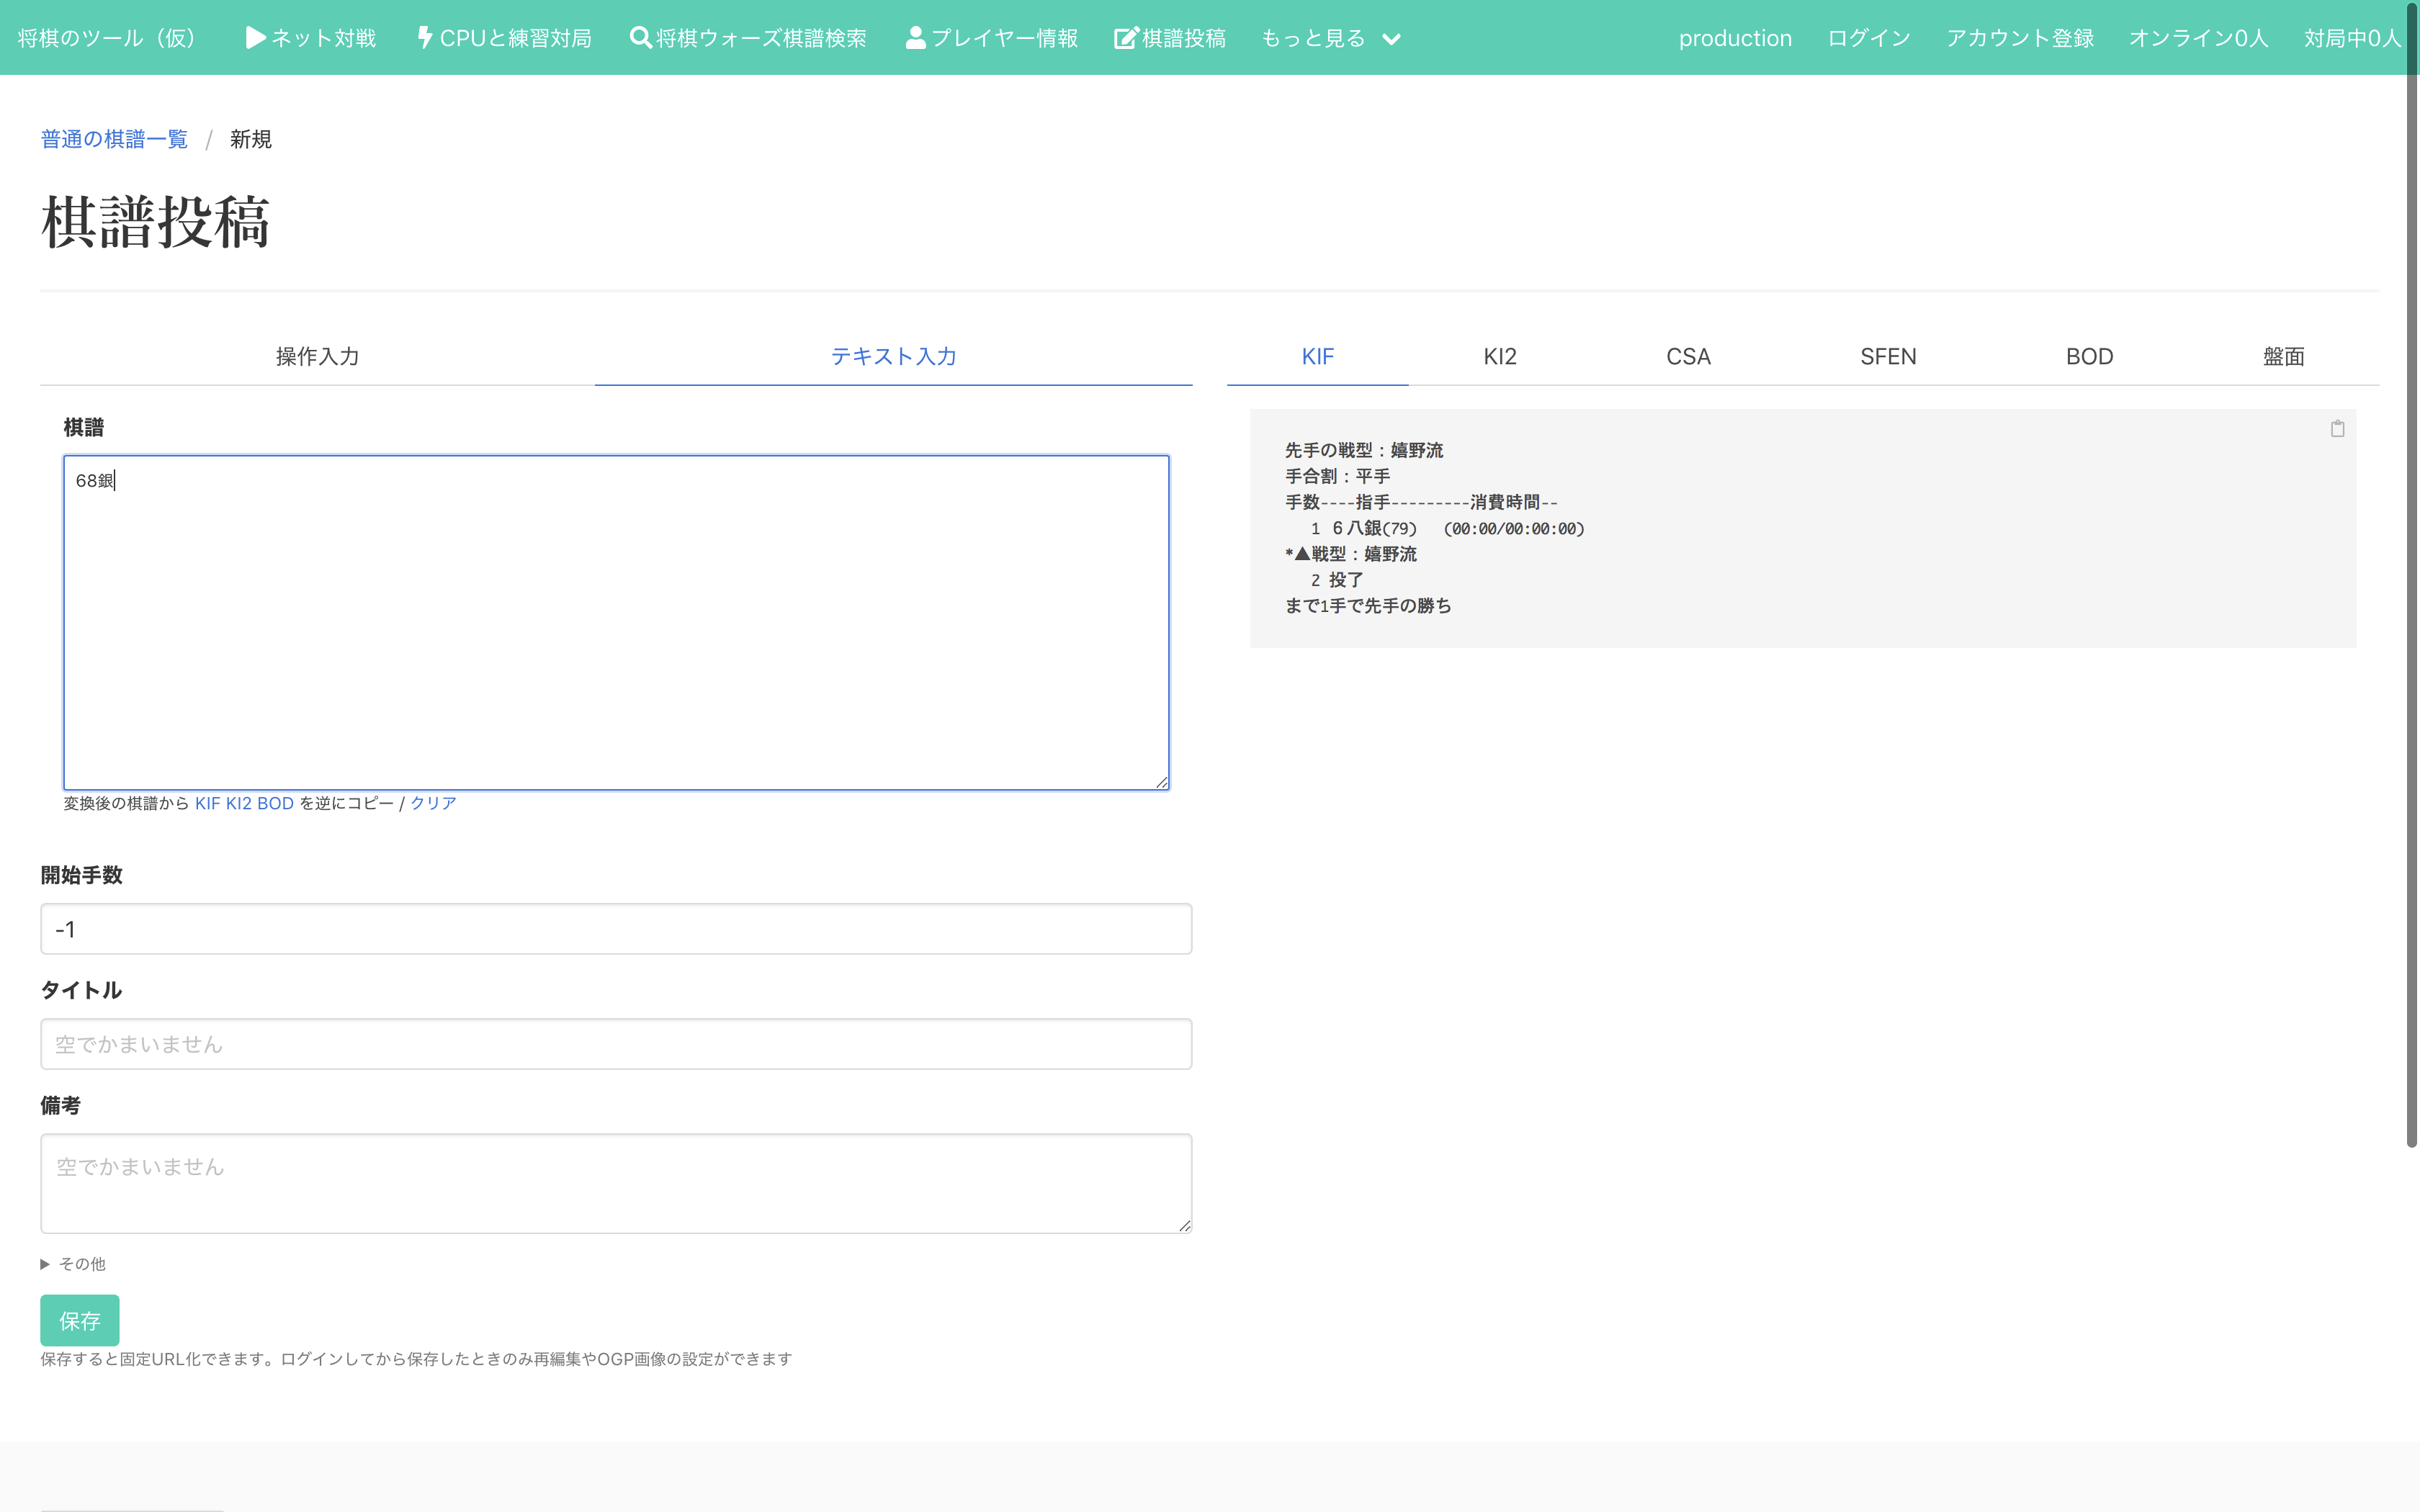 将棋のツール（仮） ネット対戦 CPUと練習対局 将棋ウォーズ棋譜検索 プレイヤー情報 棋譜投稿 もっと見る production ログイン アカウント登録 オンライン0人 対局中0人
普通の棋譜一覧 / 新規
棋譜投稿
操作入力 テキスト入力
KIF KI2 CSA SFEN BOD 盤面
棋譜
68銀
変換後の棋譜から KIF KI2 BOD を逆にコピー / クリア
先手の戦型：嬉野流
手合割：平手
手数----指手---------消費時間--
1 ６八銀(79) (00:00/00:00:00)
*▲戦型：嬉野流
2 投了
まで1手で先手の勝ち
開始手数
-1
タイトル
空でかまいません
備考
空でかまいません
▶ その他
保存
保存すると固定URL化できます。ログインしてから保存したときのみ再編集やOGP画像の設定ができます